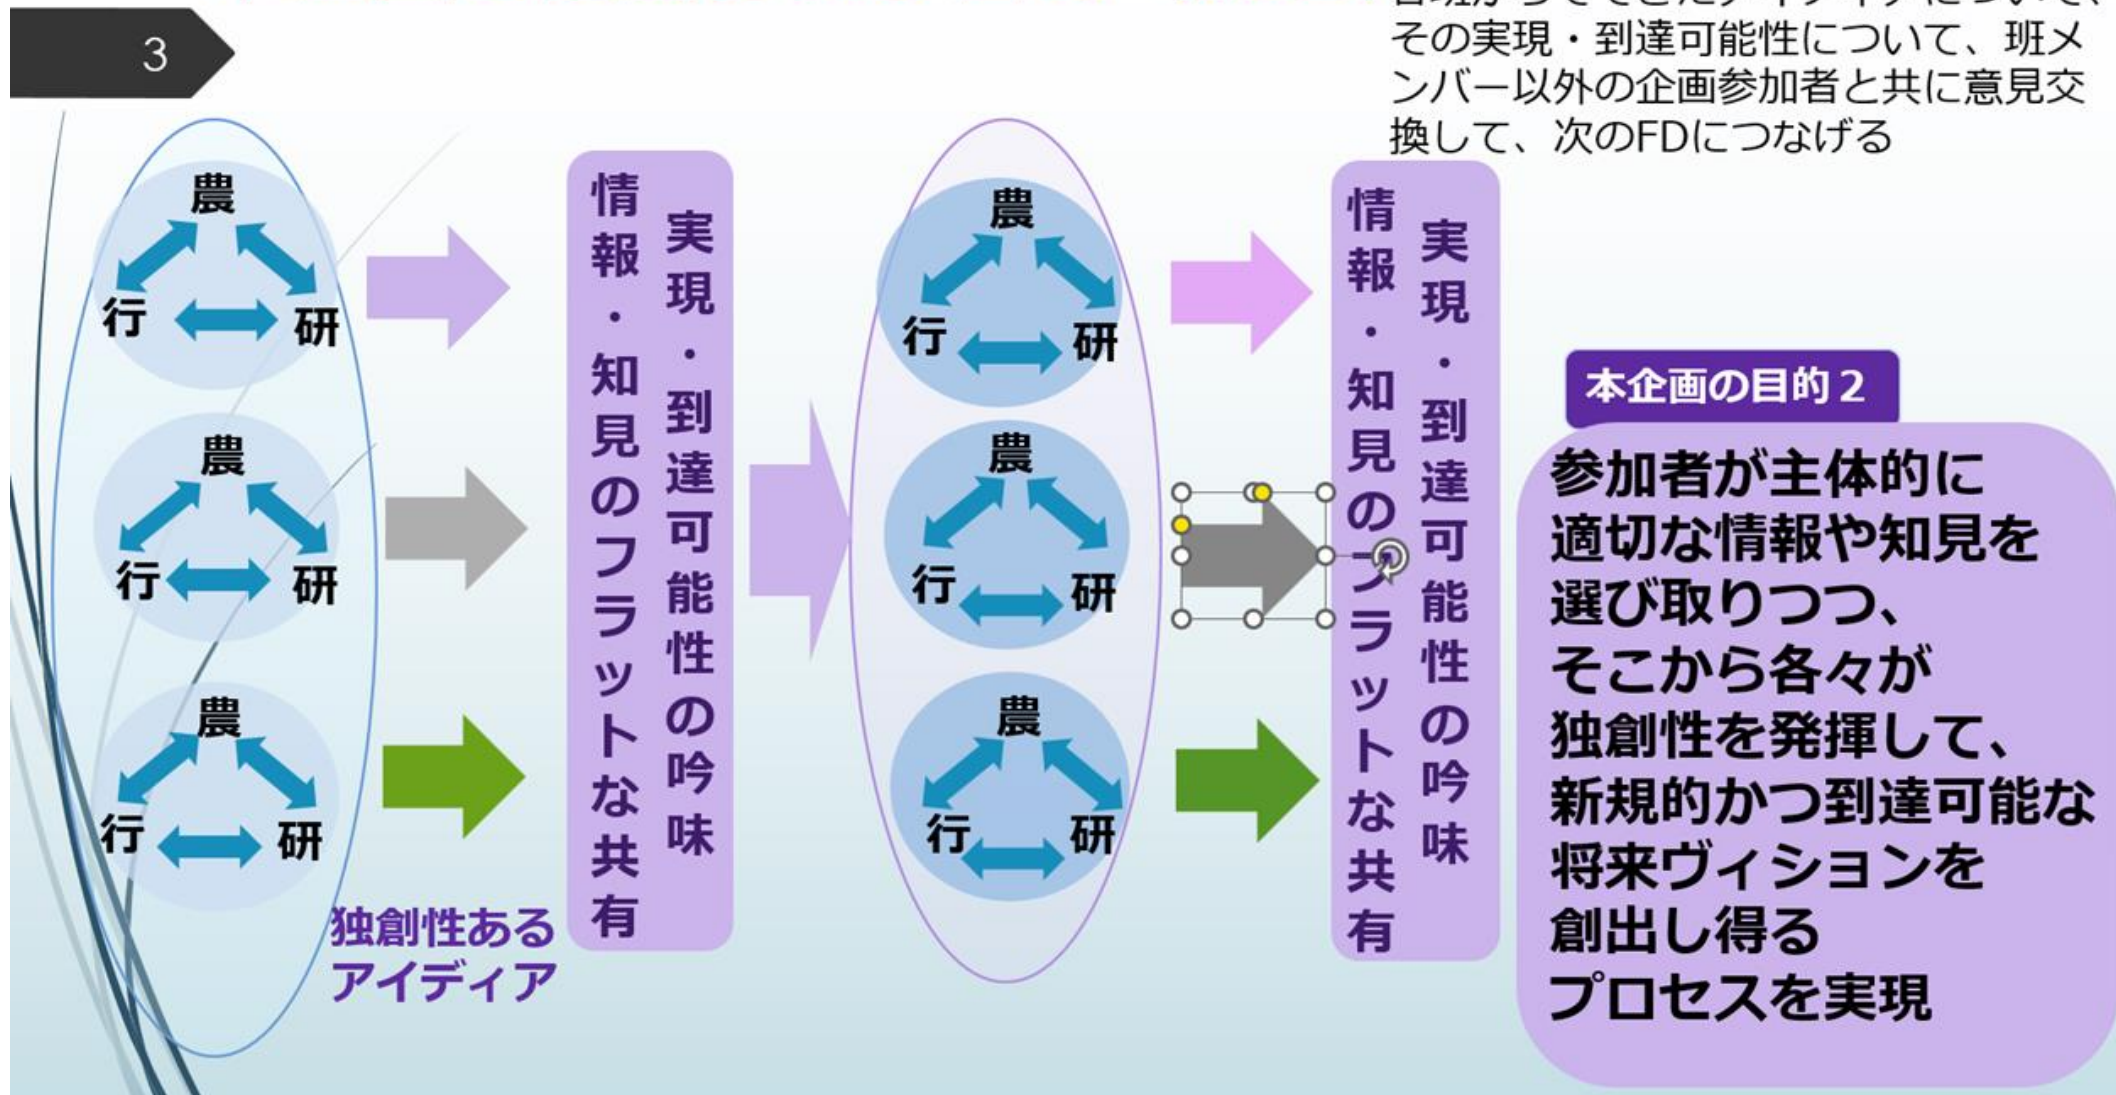 3
その実現・到達可能性について、班メ
ンバー以外の企画参加者と共に意見交
換して、次のFDにつなげる
農
行
研
農
行
研
農
行
研
独創性ある
アイディア
実現・到達可能性の吟味
情報・知見のフラットな共有
農
行
研
農
行
研
農
行
研
実現・到達可能性の吟味
情報・知見のフラットな共有
本企画の目的2
参加者が主体的に
適切な情報や知見を
選び取りつつ、
そこから各々が
独創性を発揮して、
新規的かつ到達可能な
将来ヴィションを
創出し得る
プロセスを実現